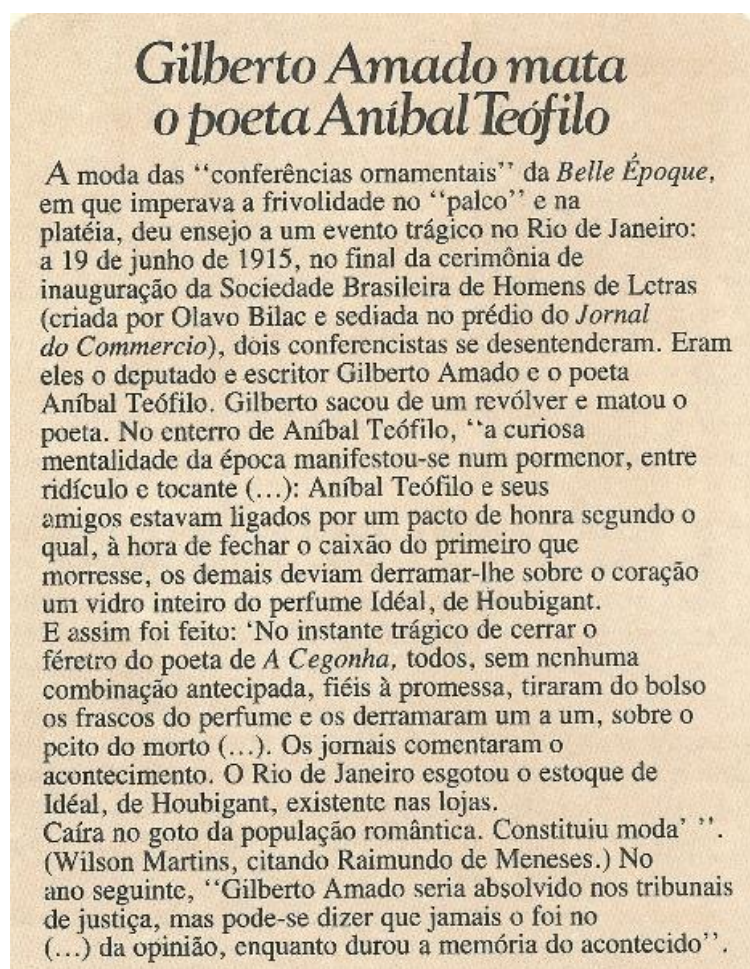 Gilberto Amado mata
o poeta Aníbal Teófilo
A moda das “conferências ornamentais” da Belle Époque,
em que imperava a frivolidade no “palco” e na
platéia, deu ensejo a um evento trágico no Rio de Janeiro:
a 19 de junho de 1915, no final da cerimônia de
inauguração da Sociedade Brasileira de Homens de Letras
(criada por Olavo Bilac e sediada no prédio do Jornal
do Commercio), dois conferencistas se desentenderam. Eram
eles o deputado e escritor Gilberto Amado e o poeta
Aníbal Teófilo. Gilberto sacou de um revólver e matou o
poeta. No enterro de Aníbal Teófilo, “a curiosa
mentalidade da época manifestou-se num pormenor, entre
ridículo e tocante (...): Aníbal Teófilo e seus
amigos estavam ligados por um pacto de honra segundo o
qual, à hora de fechar o caixão do primeiro que
morresse, os demais deviam derramar-lhe sobre o coração
um vidro inteiro do perfume Idéal, de Houbigant.
E assim foi feito: ‘No instante trágico de cerrar o
féretro do poeta de A Cegonha, todos, sem nenhuma
combinação antecipada, fiéis à promessa, tiraram do bolso
os frascos do perfume e os derramaram um a um, sobre o
peito do morto (...). Os jornais comentaram o
acontecimento. O Rio de Janeiro esgotou o estoque de
Idéal, de Houbigant, existente nas lojas.
Caíra no goto da população romântica. Constituiu moda’ ”.
(Wilson Martins, citando Raimundo de Meneses.) No
ano seguinte, “Gilberto Amado seria absolvido nos tribunais
de justiça, mas pode-se dizer que jamais o foi no
(...) da opinião, enquanto durou a memória do acontecido”.